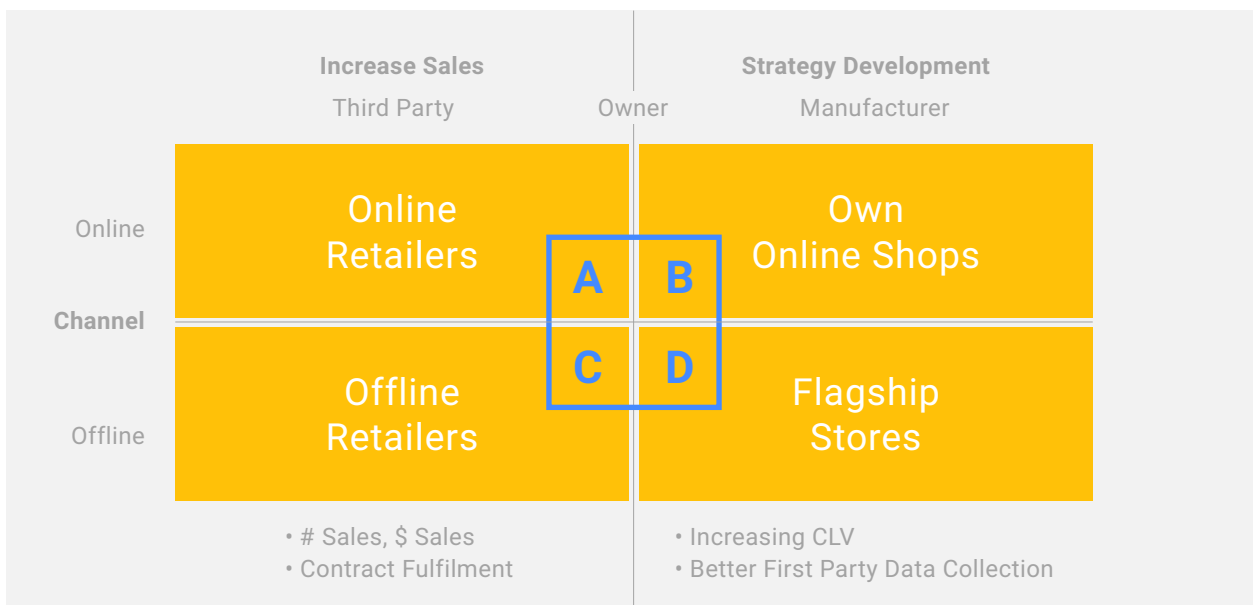 Increase Sales
Strategy Development
Third Party
Owner
Manufacturer
Online
Online
Retailers
Own
Online Shops
A
B
Channel
C
D
Offline
Offline
Retailers
Flagship
Stores
• # Sales, $ Sales
• Contract Fulfilment
• Increasing CLV
• Better First Party Data Collection